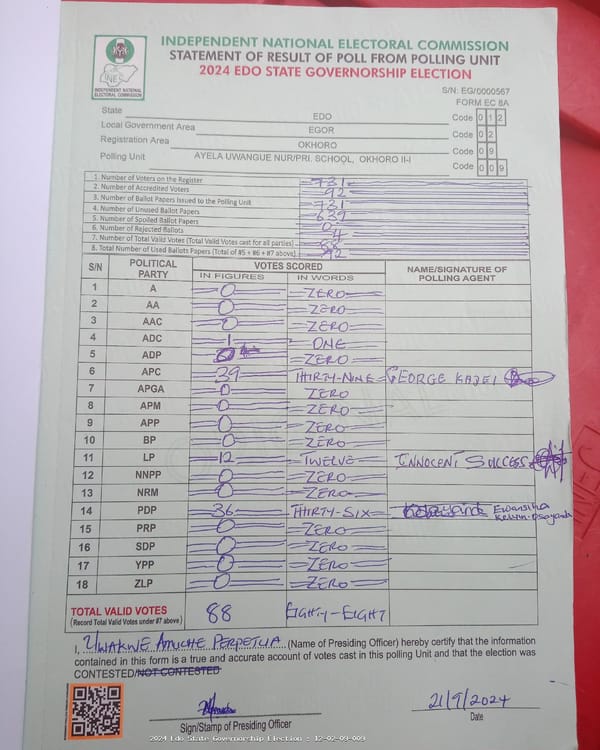 INDEPENDENT NATIONAL ELECTORAL COMMISSION
STATEMENT OF RESULT OF POLL FROM POLLING UNIT
2024 EDO STATE GOVERNORSHIP ELECTION
INEC
INDEPENDENT NATIONAL
ELECTORAL COMMISSION
S/N: EG/0000567
FORM EC 8A
State EDO Code 0 1 2
Local Government Area EGOR Code 0 2
Registration Area OKHORO Code 0 9
Polling Unit AYELA UWANGUE NUR/PRI. SCHOOL, OKHORO II-I Code 0 0 9
1. Number of Voters on the Register 731
2. Number of Accredited Voters 92
3. Number of Ballot Papers Issued to the Polling Unit 731
4. Number of Unused Ballot Papers 639
5. Number of Spoiled Ballot Papers 0
6. Number of Rejected Ballots 4
7. Number of Total Valid Votes (Total Valid Votes cast for all parties) 88
8. Total Number of Used Ballots Papers (Total of #5 + #6 + #7 above) 92
S/N POLITICAL PARTY VOTES SCORED NAME/SIGNATURE OF POLLING AGENT
IN FIGURES IN WORDS
1 A 0 ZERO
2 AA 0 ZERO
3 AAC 0 ZERO
4 ADC 1 ONE
5 ADP 0 ZERO
6 APC 39 THIRTY-NINE GEORGE KAZEI
7 APGA 0 ZERO
8 APM 0 ZERO
9 APP 0 ZERO
10 BP 0 ZERO
11 LP 12 TWELVE INNOCENT SUCCESS
12 NNPP 0 ZERO
13 NRM 0 ZERO
14 PDP 36 THIRTY-SIX
15 PRP 0 ZERO
16 SDP 0 ZERO
17 YPP 0 ZERO
18 ZLP 0 ZERO
TOTAL VALID VOTES 88 EIGHTY-EIGHT
(Record Total Valid Votes under #7 above)
I, UWAKWE AMUCHE PERPETUA (Name of Presiding Officer) hereby certify that the information
contained in this form is a true and accurate account of votes cast in this polling Unit and that the election was
CONTESTED/NOT CONTESTED
21/9/2024
Sign/Stamp of Presiding Officer Date
2024 Edo State Governorship Election : 12-02-09-009